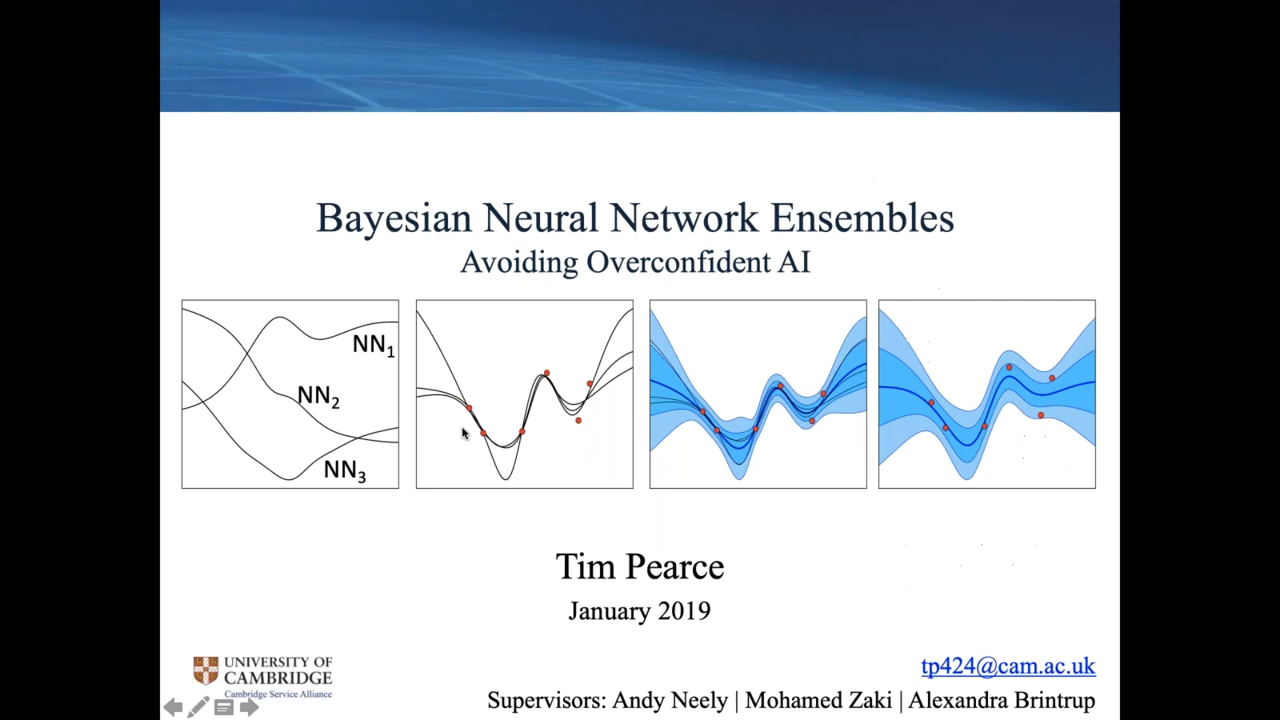 Bayesian Neural Network Ensembles
Avoiding Overconfident AI
NN1
NN2
NN3
Tim Pearce
January 2019
UNIVERSITY OF
CAMBRIDGE
Cambridge Service Alliance
tp424@cam.ac.uk
Supervisors: Andy Neely | Mohamed Zaki | Alexandra Brintrup